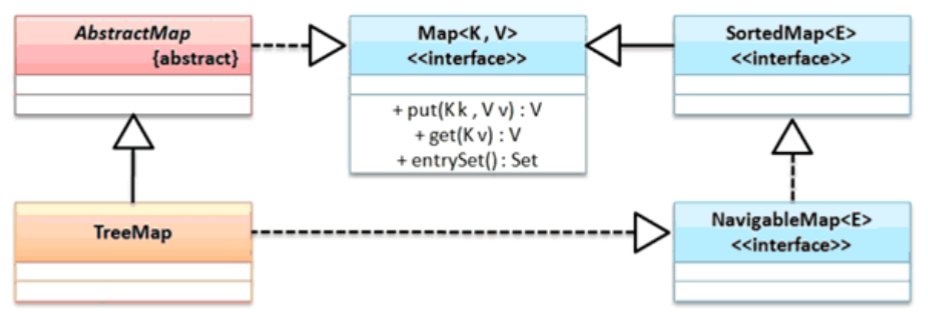 AbstractMap
{abstract}
Map<K , V>
<<interface>>
+ put(K k , V v) : V
+ get(K v) : V
+ entrySet() : Set
SortedMap<E>
<<interface>>
TreeMap
NavigableMap<E>
<<interface>>